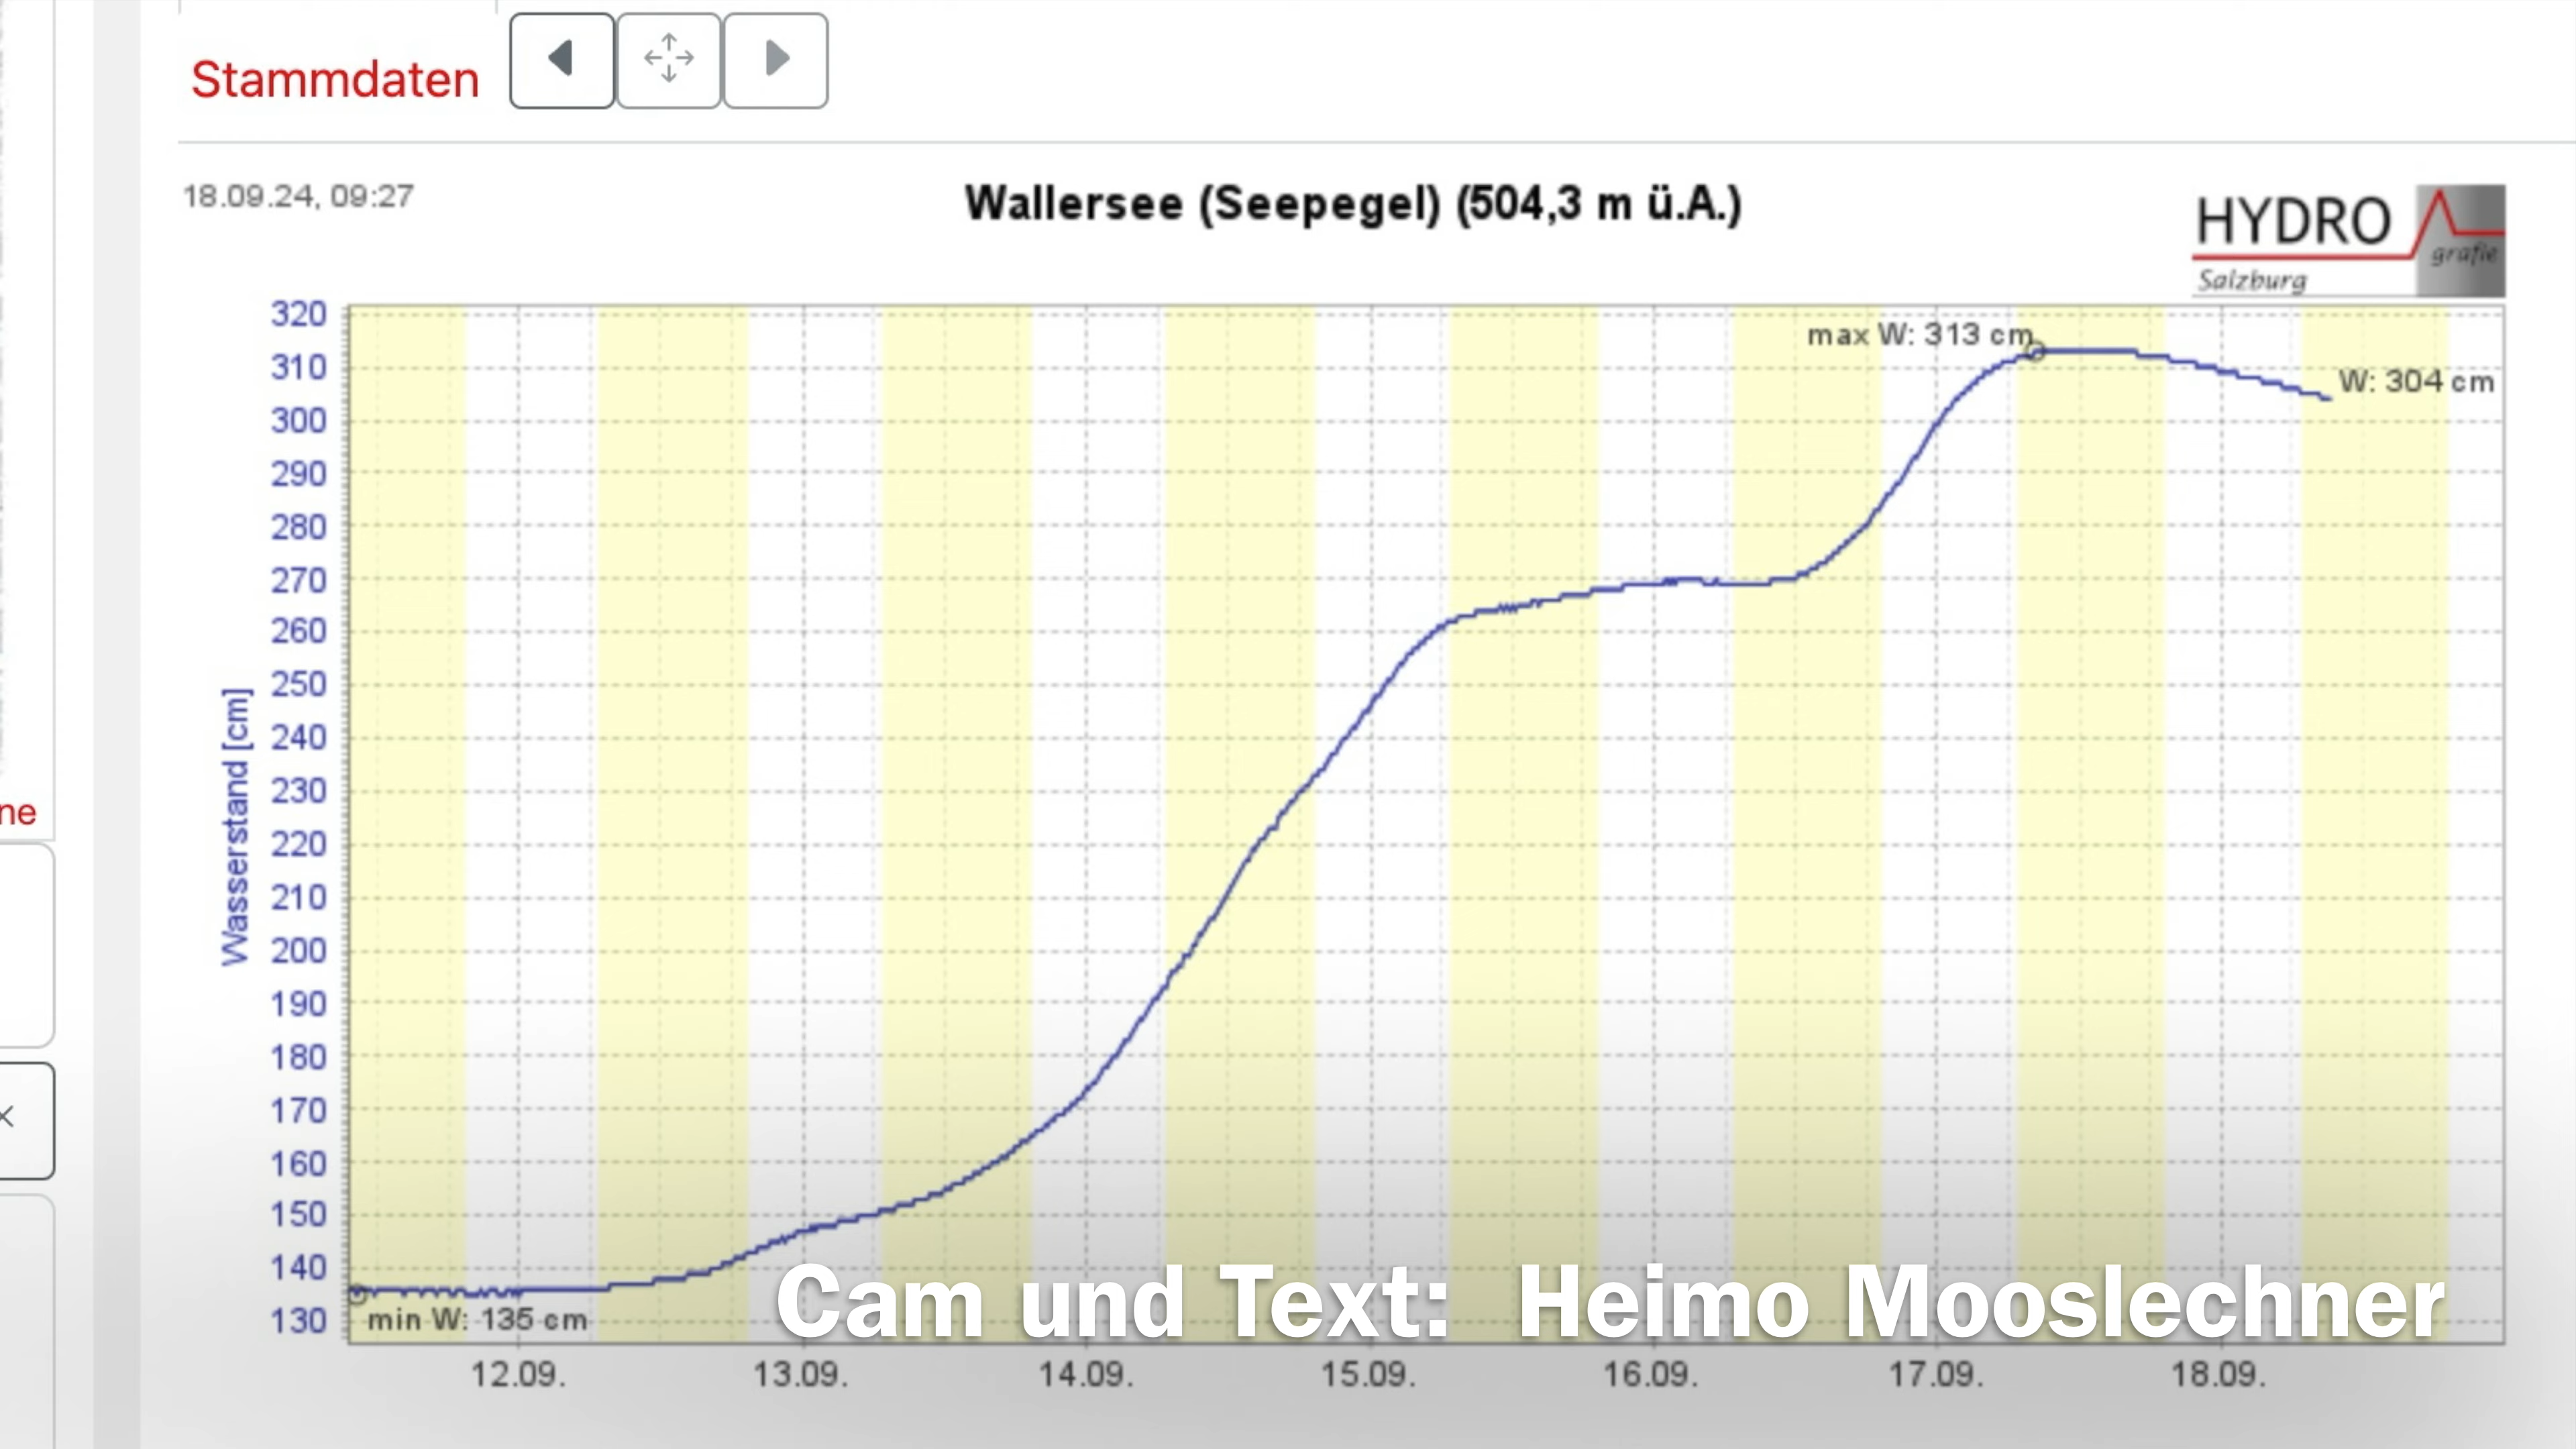 Stammdaten
18.09.24, 09:27
Wallersee (Seepegel) (504,3 m ü.A.)
HYDRO
grafie
Salzburg
320
310
300
290
280
270
260
250
240
230
220
210
200
190
180
170
160
150
140
130
Wasserstand [cm]
max W: 313 cm
W: 304 cm
min W: 135 cm
12.09.
13.09.
14.09.
15.09.
16.09.
17.09.
18.09.
ne
Cam und Text: Heimo Mooslechner